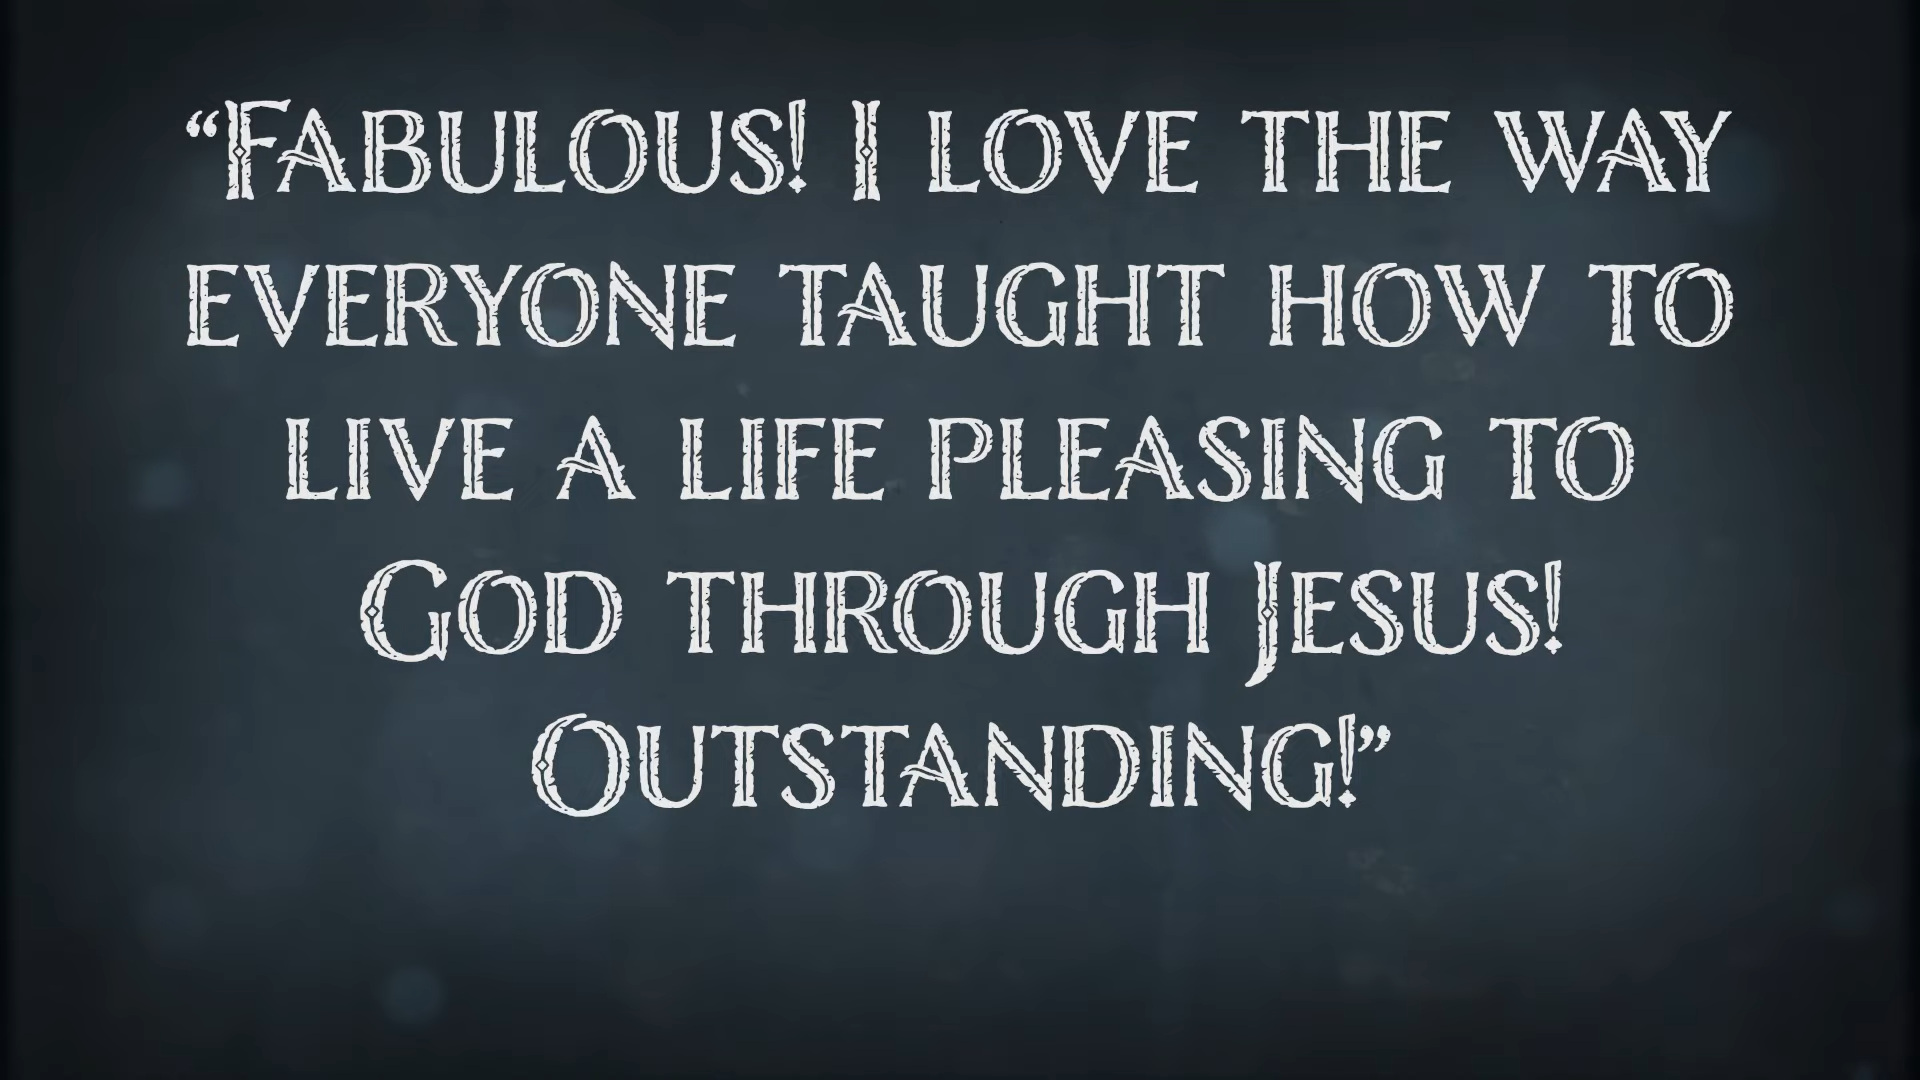 “Fabulous! I love the way
everyone taught how to
live a life pleasing to
God through Jesus!
Outstanding!”